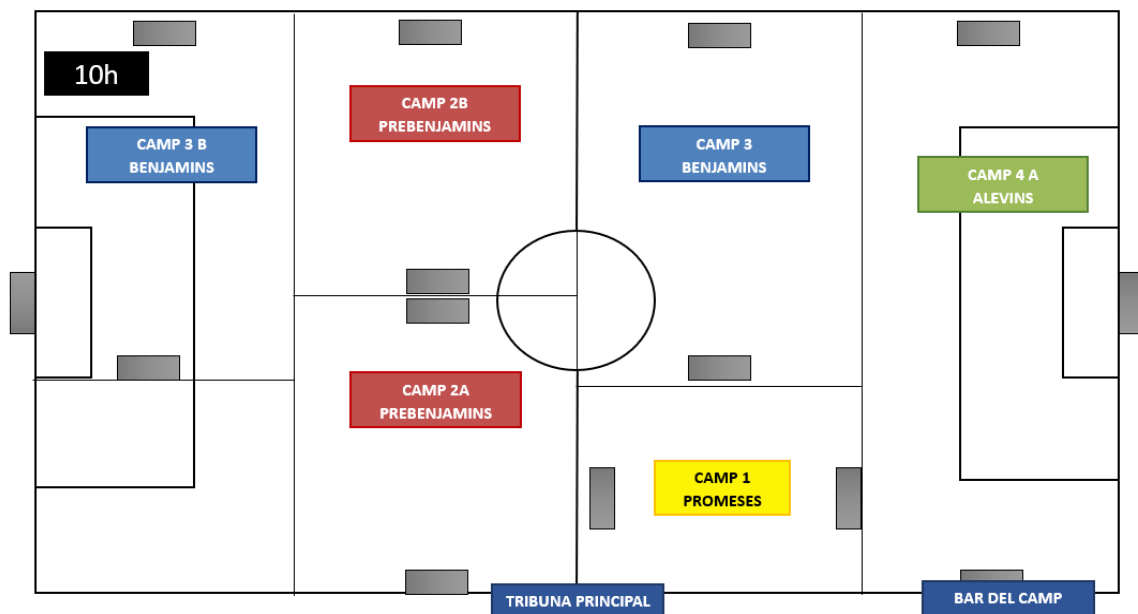 10h
CAMP 3 B
BENJAMINS
CAMP 2B
PREBENJAMINS
CAMP 3
BENJAMINS
CAMP 4 A
ALEVINS
CAMP 2A
PREBENJAMINS
CAMP 1
PROMESES
TRIBUNA PRINCIPAL
BAR DEL CAMP